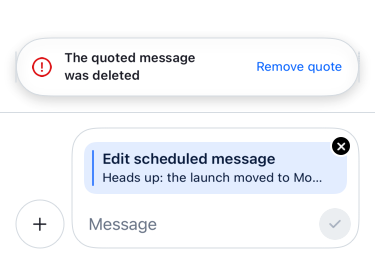 The quoted message
was deleted
Remove quote
Edit scheduled message
Heads up: the launch moved to Mo...
Message